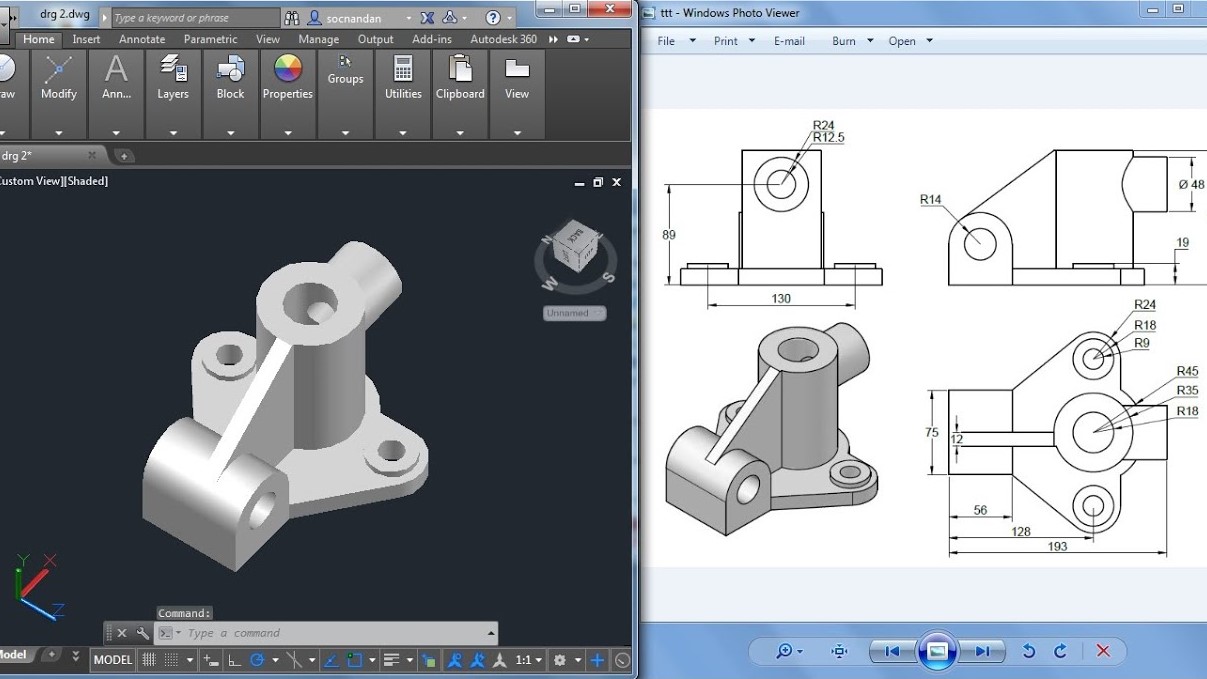 drg 2.dwg
Type a keyword or phrase
socnandan
Home Insert Annotate Parametric View Manage Output Add-ins Autodesk 360
Modify Ann... Layers Block Properties Groups Utilities Clipboard View
drg 2*
ustom View][Shaded]
N
BACK
W
S
Unnamed
Y
X
Z
Command:
Type a command
Model
MODEL
1:1
ttt - Windows Photo Viewer
File Print E-mail Burn Open
R24
R12.5
89
130
R14
Ø 48
19
R24
R18
R9
R45
R35
R18
75
12
56
128
193